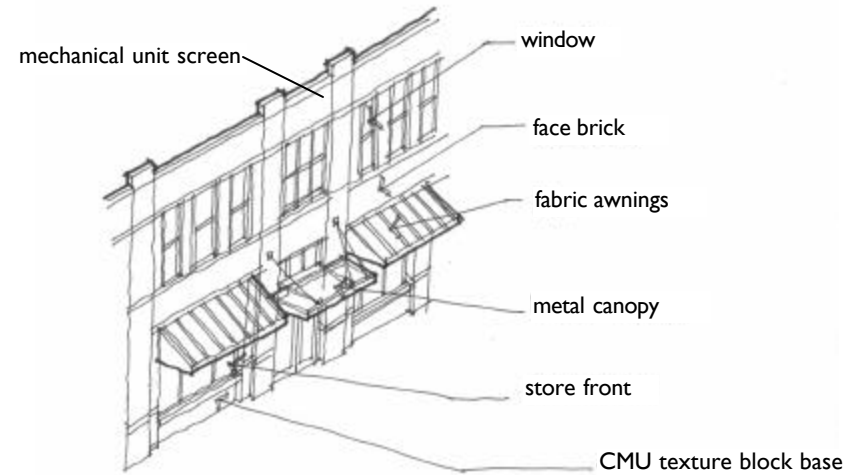 window
mechanical unit screen
face brick
fabric awnings
metal canopy
store front
CMU texture block base